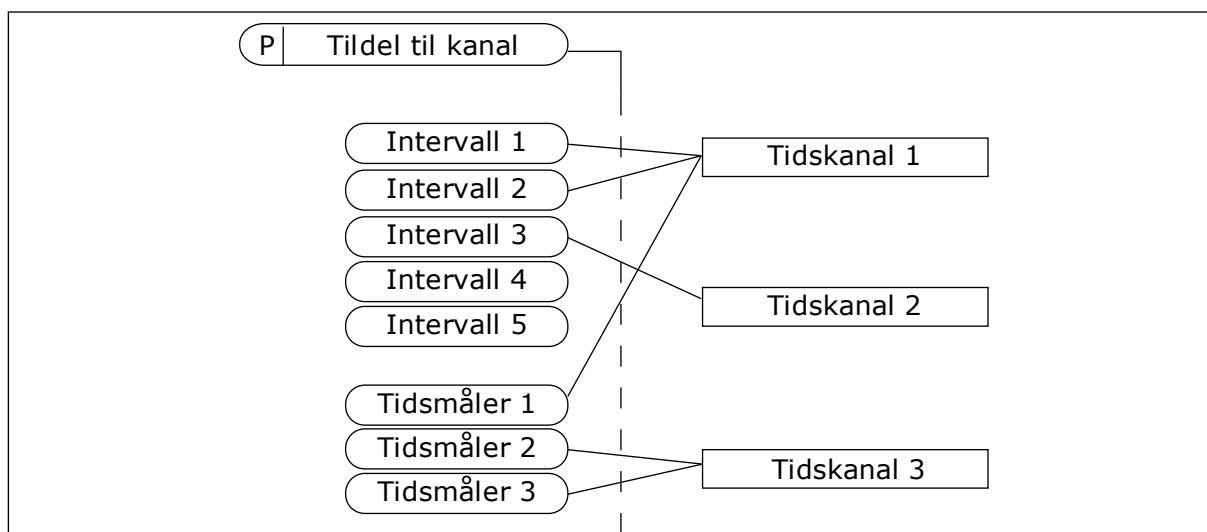 P Tildel til kanal
Intervall 1
Tidskanal 1
Intervall 2
Intervall 3
Intervall 4
Tidskanal 2
Intervall 5
Tidsmåler 1
Tidsmåler 2
Tidskanal 3
Tidsmåler 3